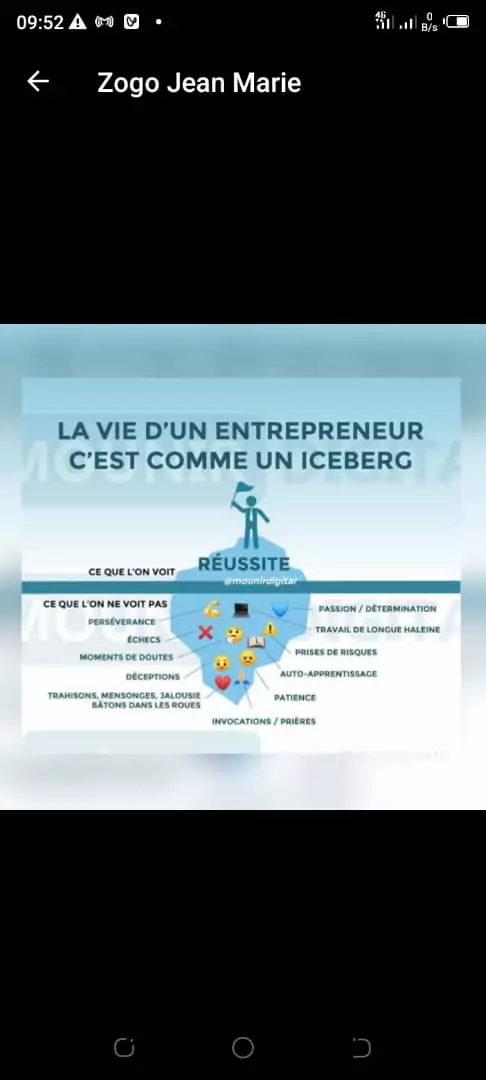 09:52
4G
0
B/s
Zogo Jean Marie
LA VIE D'UN ENTREPRENEUR
C'EST COMME UN ICEBERG
CE QUE L'ON VOIT
RÉUSSITE
@mounirdigital
CE QUE L'ON NE VOIT PAS
PERSÉVERANCE
ÉCHECS
MOMENTS DE DOUTES
DÉCEPTIONS
TRAHISONS, MENSONGES, JALOUSIE
BÂTONS DANS LES ROUES
PASSION / DÉTERMINATION
TRAVAIL DE LONGUE HALEINE
PRISES DE RISQUES
AUTO-APPRENTISSAGE
PATIENCE
INVOCATIONS / PRIÈRES